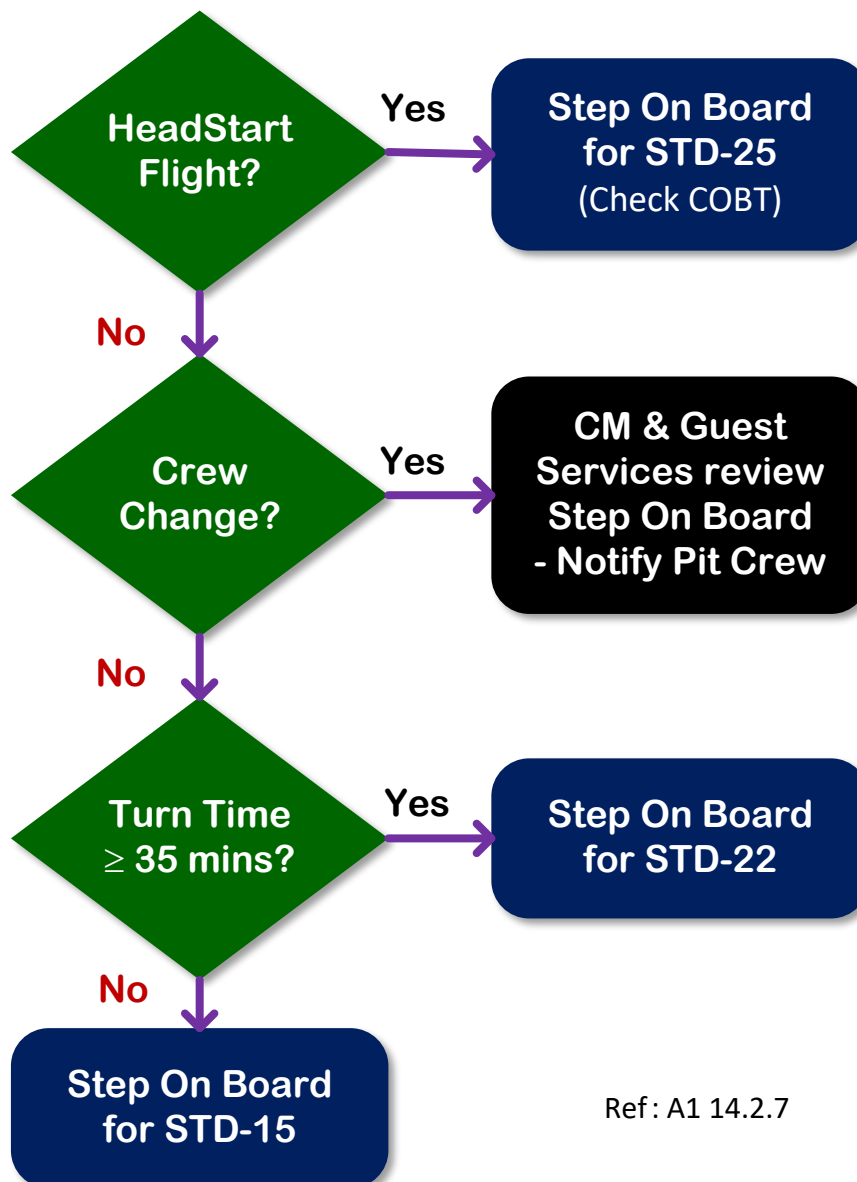 HeadStart
Flight?
Yes
Step On Board
for STD-25
(Check COBT)
No
Crew
Change?
Yes
CM & Guest
Services review
Step On Board
- Notify Pit Crew
No
Turn Time
≥ 35 mins?
Yes
Step On Board
for STD-22
No
Step On Board
for STD-15
Ref: A1 14.2.7